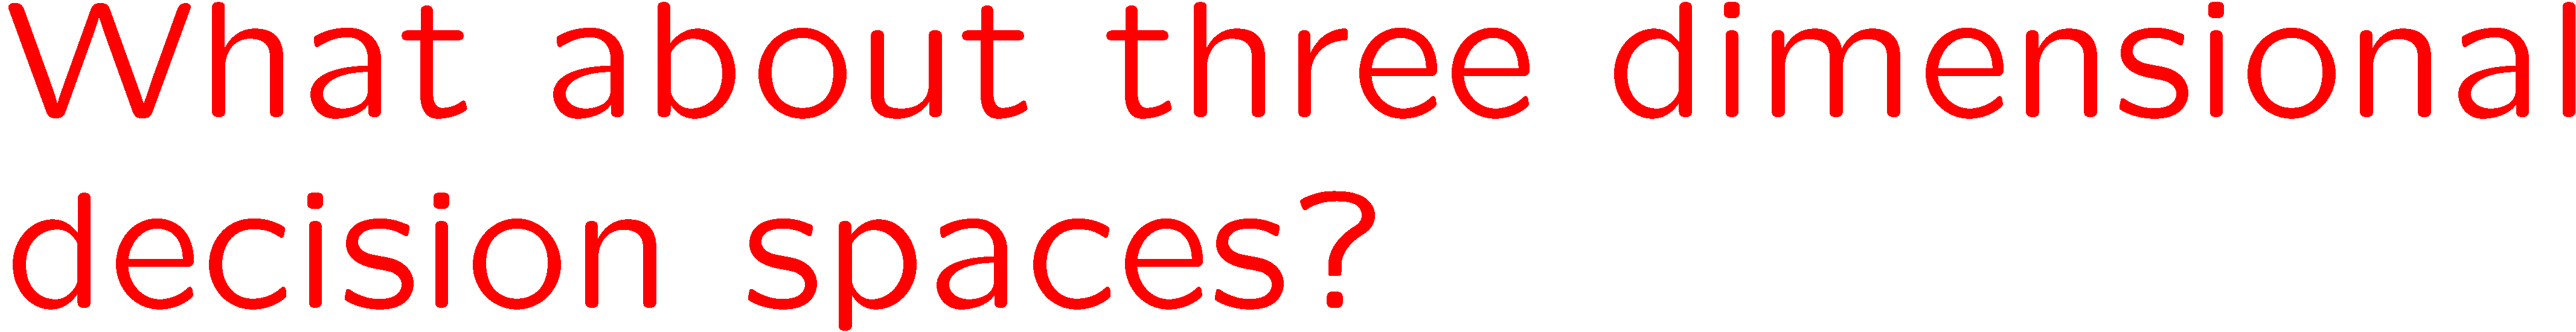 What about three dimensional
decision spaces?